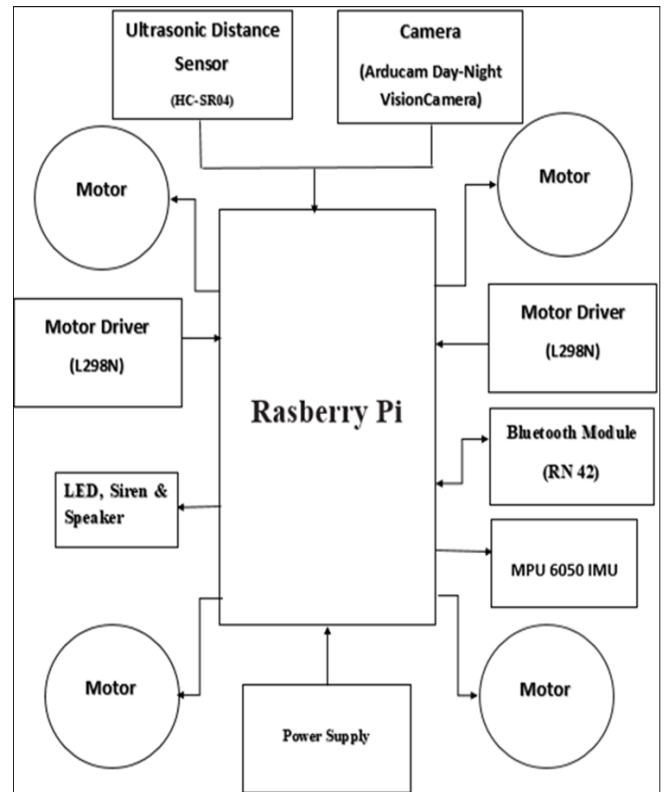 Ultrasonic Distance
Sensor
(HC-SR04)
Camera
(Arducam Day-Night
VisionCamera)
Motor
Motor
Motor Driver
(L298N)
Motor Driver
(L298N)
Rasberry Pi
Bluetooth Module
(RN 42)
LED, Siren &
Speaker
MPU 6050 IMU
Motor
Motor
Power Supply